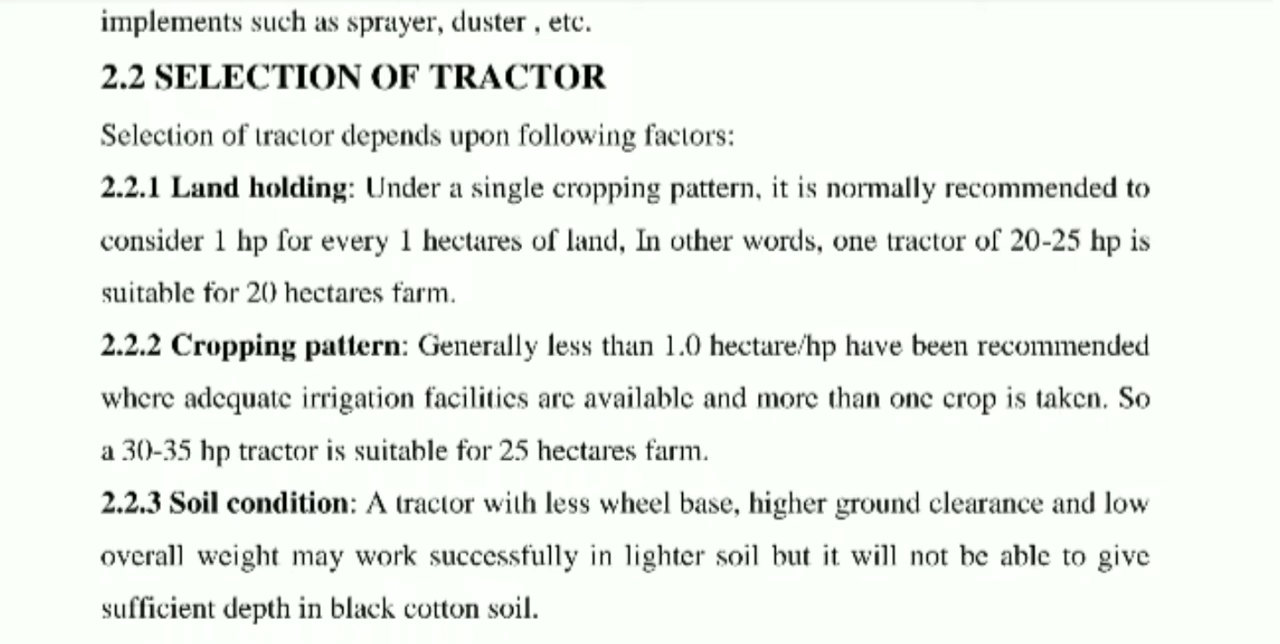 implements such as sprayer, duster , etc.
2.2 SELECTION OF TRACTOR
Selection of tractor depends upon following factors:
2.2.1 Land holding: Under a single cropping pattern, it is normally recommended to
consider 1 hp for every 1 hectares of land, In other words, one tractor of 20-25 hp is
suitable for 20 hectares farm.
2.2.2 Cropping pattern: Generally less than 1.0 hectare/hp have been recommended
where adequate irrigation facilities are available and more than one crop is taken. So
a 30-35 hp tractor is suitable for 25 hectares farm.
2.2.3 Soil condition: A tractor with less wheel base, higher ground clearance and low
overall weight may work successfully in lighter soil but it will not be able to give
sufficient depth in black cotton soil.